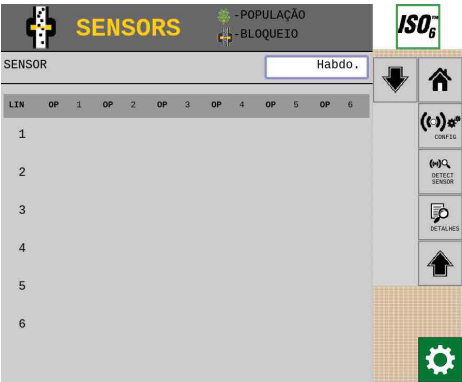 SENSORS
-POPULAÇÃO
-BLOQUEIO
ISO6™
SENSOR
Habdo.
LIN OP 1 OP 2 OP 3 OP 4 OP 5 OP 6
1
2
3
4
5
6
CONFIG
DETECT
SENSOR
DETALHES